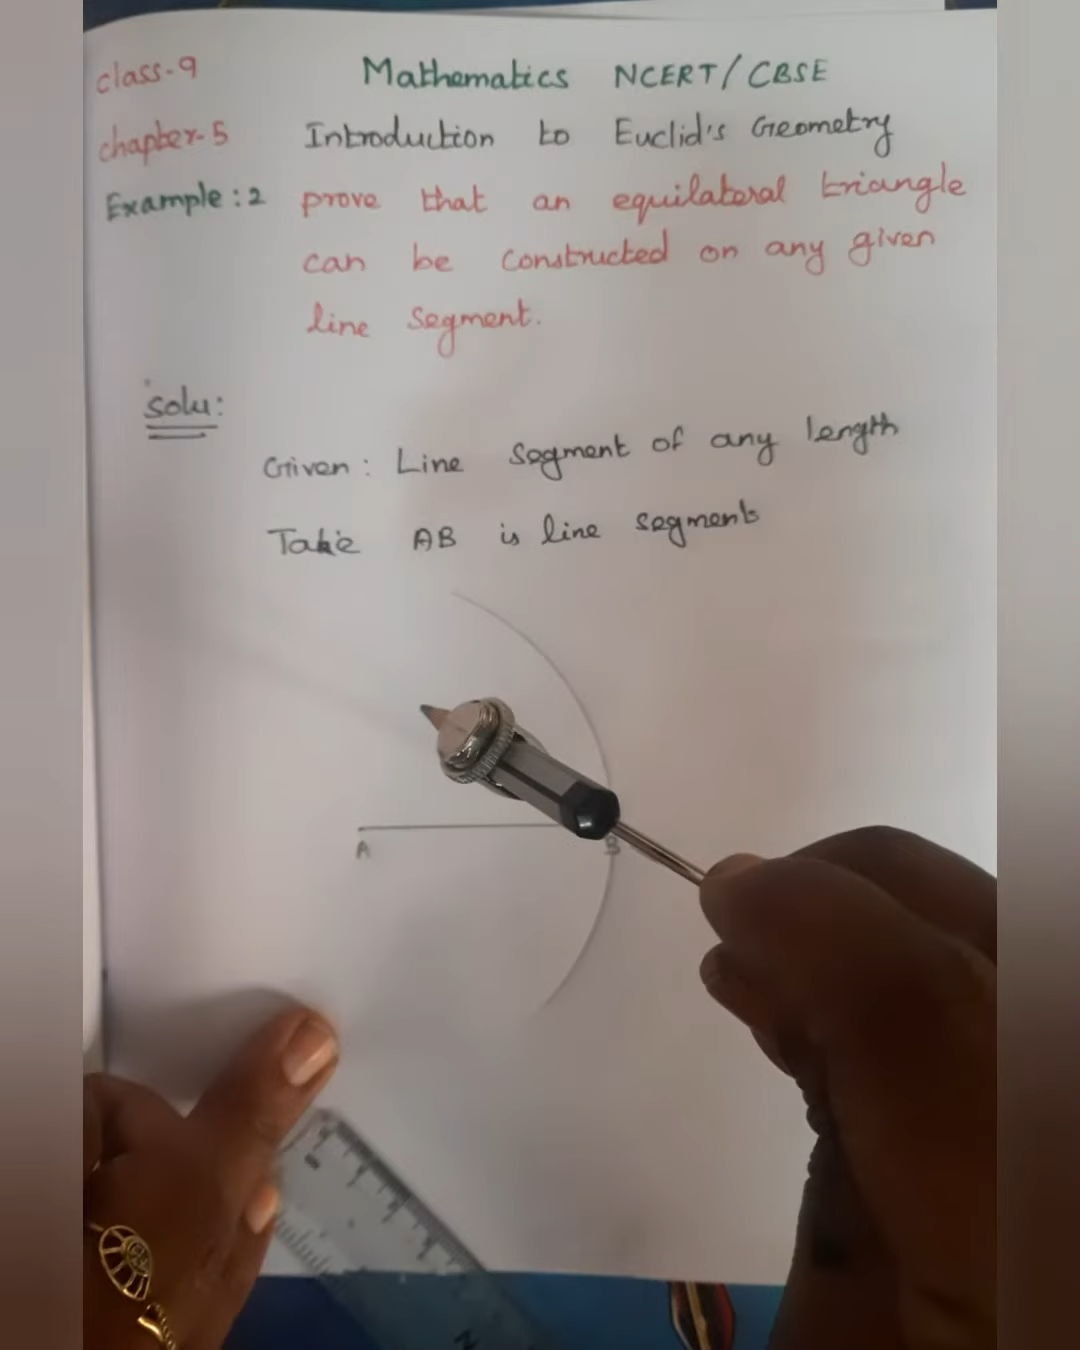 class-9 Mathematics NCERT/CBSE
chapter-5 Introduction to Euclid's Geometry
Example:2 prove that an equilateral triangle
can be constructed on any given
line segment.
Solu:
Given: Line segment of any length
Take AB is line segment
A B